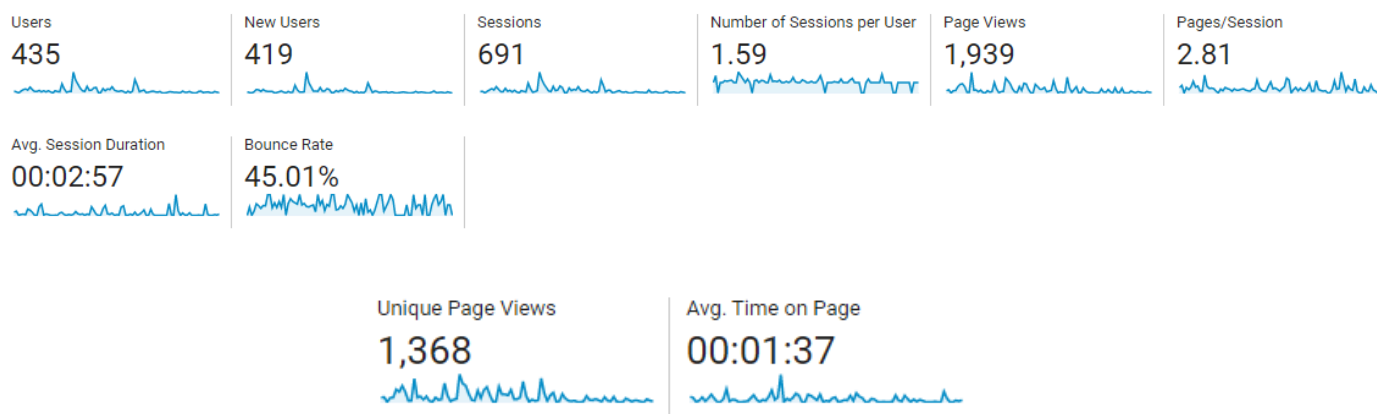 Users
435
New Users
419
Sessions
691
Number of Sessions per User
1.59
Page Views
1,939
Pages/Session
2.81
Avg. Session Duration
00:02:57
Bounce Rate
45.01%
Unique Page Views
1,368
Avg. Time on Page
00:01:37